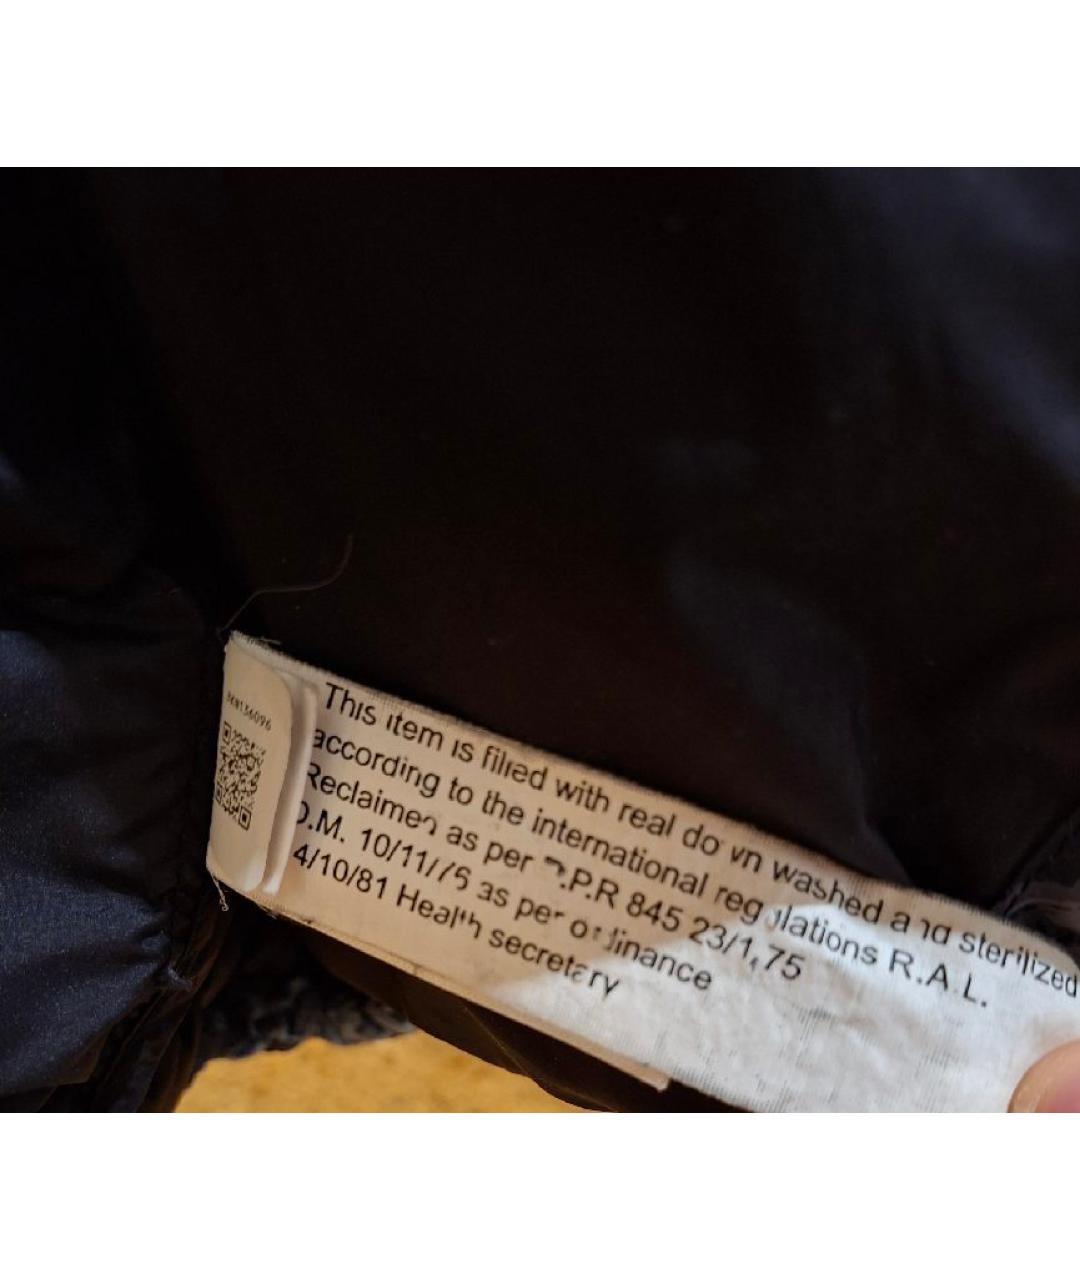 This item is filled with real down washed and sterilized
according to the international regulations R.A.L.
Reclaimed as per D.P.R 845 23/1,75
D.M. 10/11/75 as per ordinance
4/10/81 Health secretary